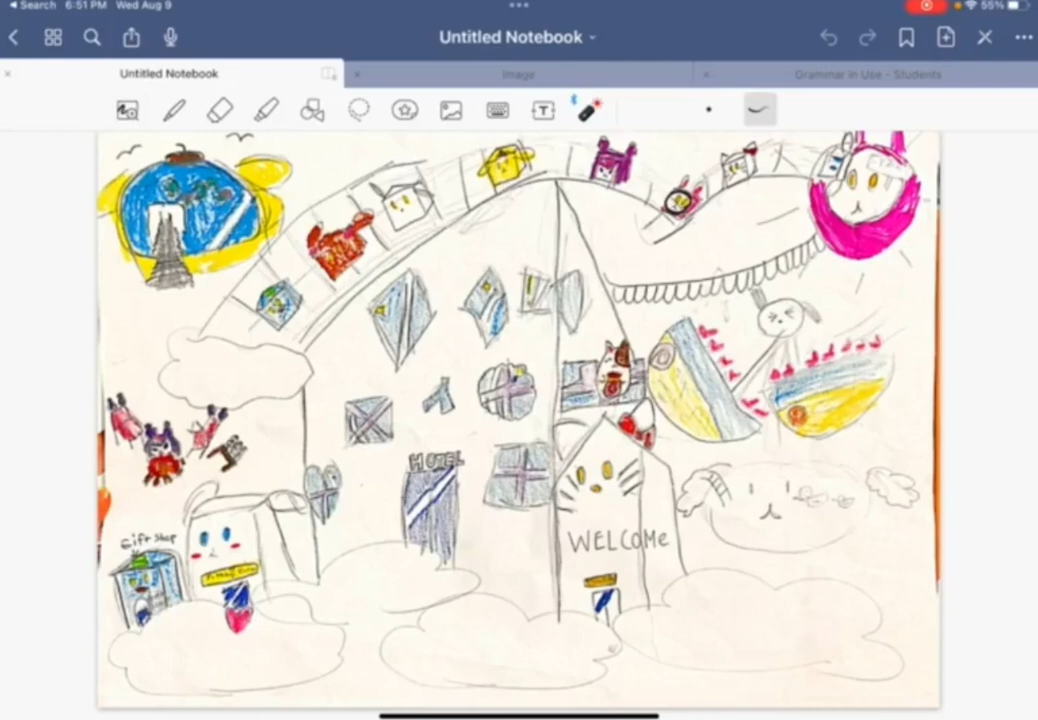 Search 6:51 PM Wed Aug 9
55%
Untitled Notebook
Untitled Notebook
Image
Grammar in Use - Students
T
HOTEL
Gift Shop
WELCOMe